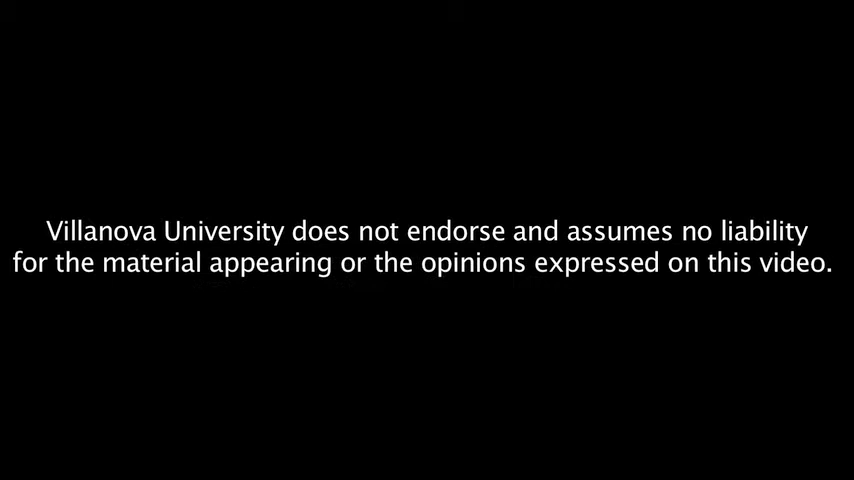 Villanova University does not endorse and assumes no liability
for the material appearing or the opinions expressed on this video.